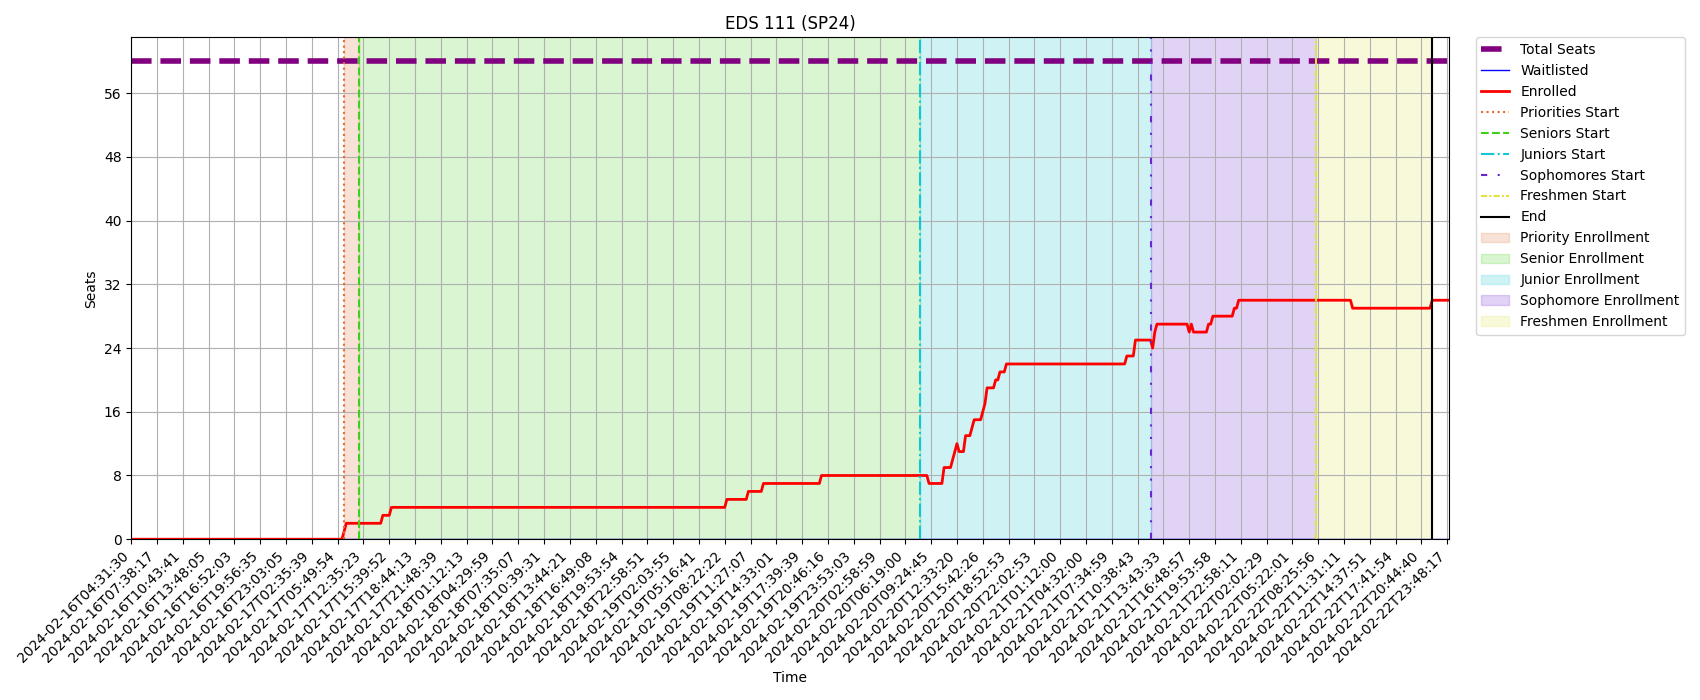 EDS 111 (SP24)
Total Seats
Waitlisted
Enrolled
Priorities Start
Seniors Start
Juniors Start
Sophomores Start
Freshmen Start
End
Priority Enrollment
Senior Enrollment
Junior Enrollment
Sophomore Enrollment
Freshmen Enrollment
Seats
56
48
40
32
24
16
8
0
2024-02-16T04:31:30
2024-02-16T07:38:17
2024-02-16T10:43:41
2024-02-16T13:48:05
2024-02-16T16:52:03
2024-02-16T19:56:35
2024-02-16T23:03:05
2024-02-17T02:35:39
2024-02-17T05:49:54
2024-02-17T12:35:23
2024-02-17T15:39:52
2024-02-17T18:44:13
2024-02-17T21:48:39
2024-02-18T01:12:13
2024-02-18T04:29:59
2024-02-18T07:35:07
2024-02-18T10:39:31
2024-02-18T13:44:21
2024-02-18T16:49:08
2024-02-18T19:53:54
2024-02-18T22:58:51
2024-02-19T02:03:55
2024-02-19T05:16:41
2024-02-19T08:22:22
2024-02-19T11:27:07
2024-02-19T14:33:01
2024-02-19T17:39:39
2024-02-19T20:46:16
2024-02-19T23:53:03
2024-02-20T02:58:59
2024-02-20T06:19:00
2024-02-20T09:24:45
2024-02-20T12:33:20
2024-02-20T15:42:26
2024-02-20T18:52:53
2024-02-20T22:02:53
2024-02-21T01:12:00
2024-02-21T04:32:00
2024-02-21T07:34:59
2024-02-21T10:38:43
2024-02-21T13:43:33
2024-02-21T16:48:57
2024-02-21T19:53:58
2024-02-21T22:58:11
2024-02-22T02:02:29
2024-02-22T05:22:01
2024-02-22T08:25:56
2024-02-22T11:31:11
2024-02-22T14:37:51
2024-02-22T17:41:54
2024-02-22T20:44:40
2024-02-22T23:48:17
Time